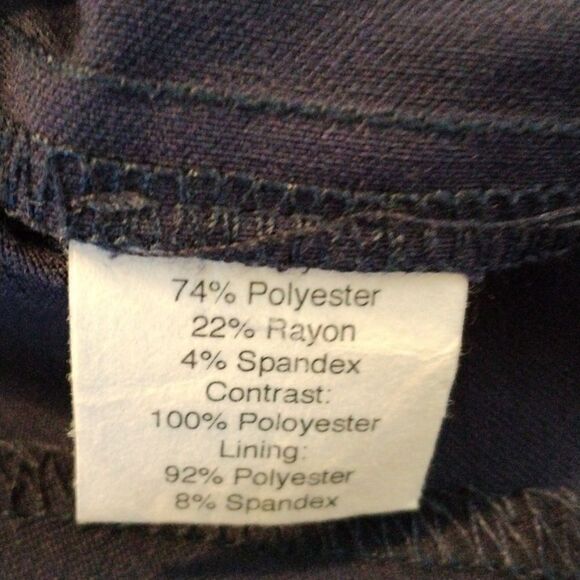 74% Polyester
22% Rayon
4% Spandex
Contrast:
100% Poloyester
Lining:
92% Polyester
8% Spandex